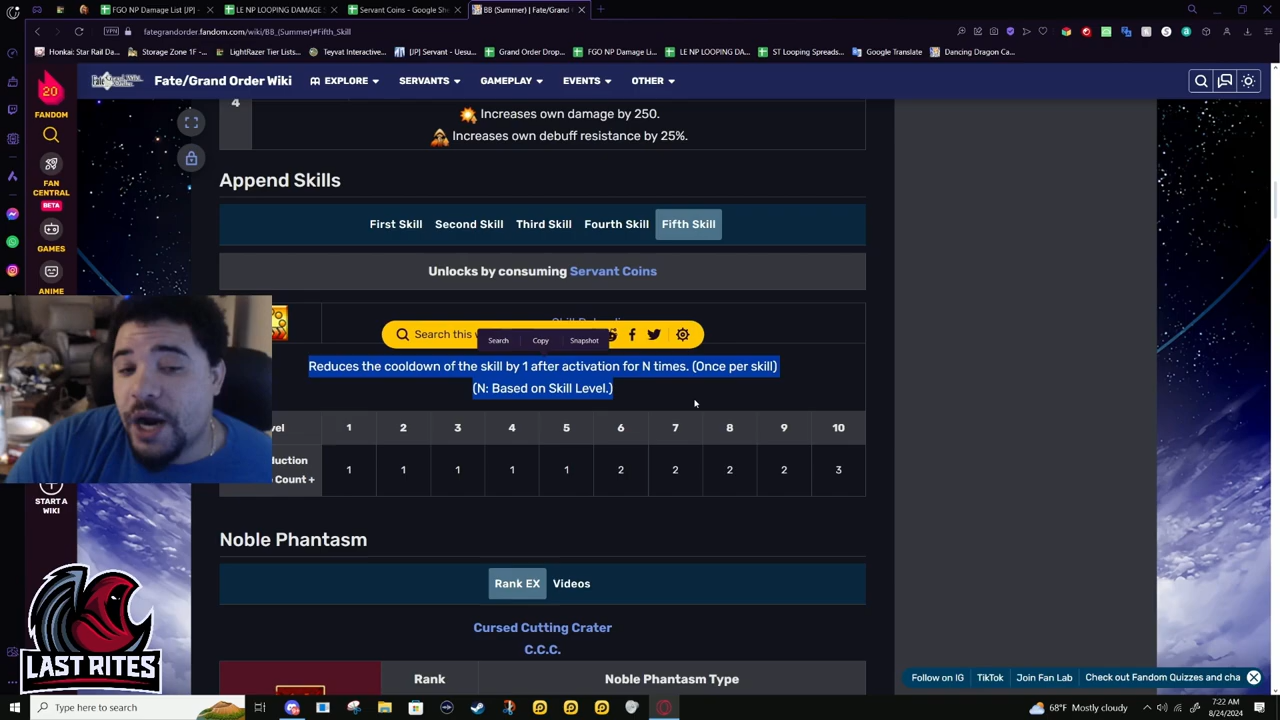 FGO NP Damage List [JP] -
LE NP LOOPING DAMAGE
Servant Coins - Google Sh
BB (Summer) | Fate/Grand O
VPN
fategrandorder.fandom.com/wiki/BB_(Summer)#Fifth_Skill
Honkai: Star Rail Da...
Storage Zone 1F -...
LightRazer Tier Lists...
Teyvat Interactive...
[JP] Servant - Uesu...
Grand Order Drop...
FGO NP Damage Li...
LE NP LOOPING DA...
ST Looping Spreads...
Google Translate
Dancing Dragon Ca...
20
FANDOM
Fate/Grand Order Wiki
EXPLORE
SERVANTS
GAMEPLAY
EVENTS
OTHER
4
Increases own damage by 250.
Increases own debuff resistance by 25%.
FAN
CENTRAL
BETA
GAMES
ANIME
Append Skills
First Skill
Second Skill
Third Skill
Fourth Skill
Fifth Skill
Unlocks by consuming Servant Coins
Search this
Search
Copy
Snapshot
Reduces the cooldown of the skill by 1 after activation for N times. (Once per skill)
(N: Based on Skill Level.)
vel 1 2 3 4 5 6 7 8 9 10
duction
Count +
1 1 1 1 1 2 2 2 2 3
START A
WIKI
Noble Phantasm
Rank EX
Videos
Cursed Cutting Crater
C.C.C.
Rank
Noble Phantasm Type
LAST RITES
Follow on IG
TikTok
Join Fan Lab
Check out Fandom Quizzes and cha
Type here to search
68°F Mostly cloudy
7:22 AM
8/24/2024